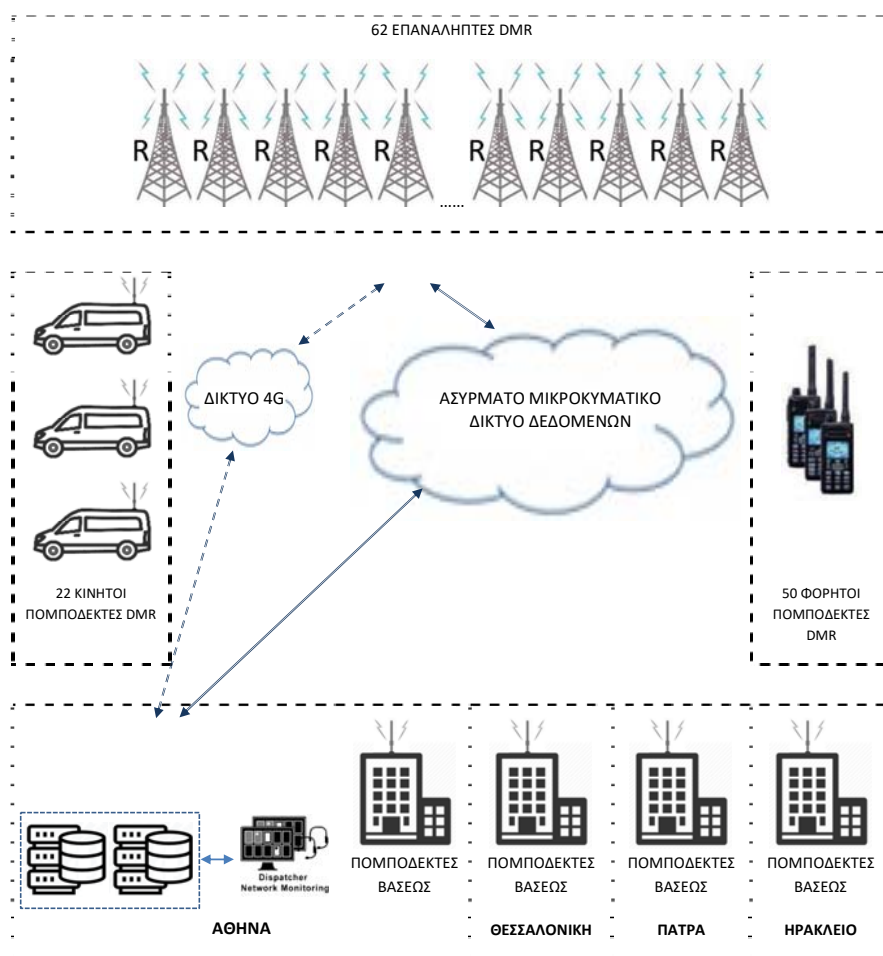 62 ΕΠΑΝΑΛΗΠΤΕΣ DMR
R R R R R R R R R R
......
ΔΙΚΤΥΟ 4G
ΑΣΥΡΜΑΤΟ ΜΙΚΡΟΚΥΜΑΤΙΚΟ
ΔΙΚΤΥΟ ΔΕΔΟΜΕΝΩΝ
22 ΚΙΝΗΤΟΙ
ΠΟΜΠΟΔΕΚΤΕΣ DMR
50 ΦΟΡΗΤΟΙ
ΠΟΜΠΟΔΕΚΤΕΣ
DMR
Dispatcher
Network Monitoring
ΠΟΜΠΟΔΕΚΤΕΣ
ΒΑΣΕΩΣ
ΑΘΗΝΑ
ΠΟΜΠΟΔΕΚΤΕΣ
ΒΑΣΕΩΣ
ΘΕΣΣΑΛΟΝΙΚΗ
ΠΟΜΠΟΔΕΚΤΕΣ
ΒΑΣΕΩΣ
ΠΑΤΡΑ
ΠΟΜΠΟΔΕΚΤΕΣ
ΒΑΣΕΩΣ
ΗΡΑΚΛΕΙΟ